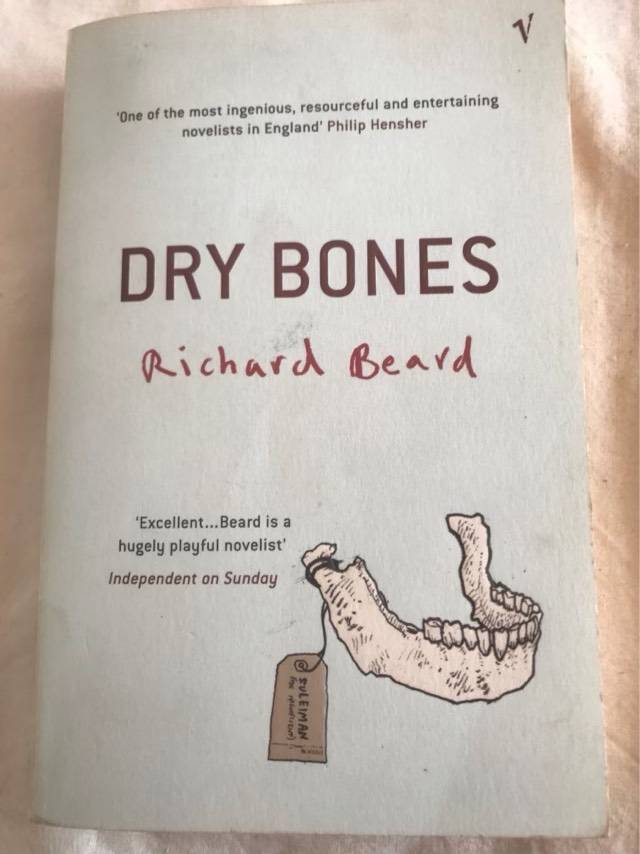 V
'One of the most ingenious, resourceful and entertaining
novelists in England' Philip Hensher
DRY BONES
Richard Beard
'Excellent...Beard is a
hugely playful novelist'
Independent on Sunday
SULEIMAN